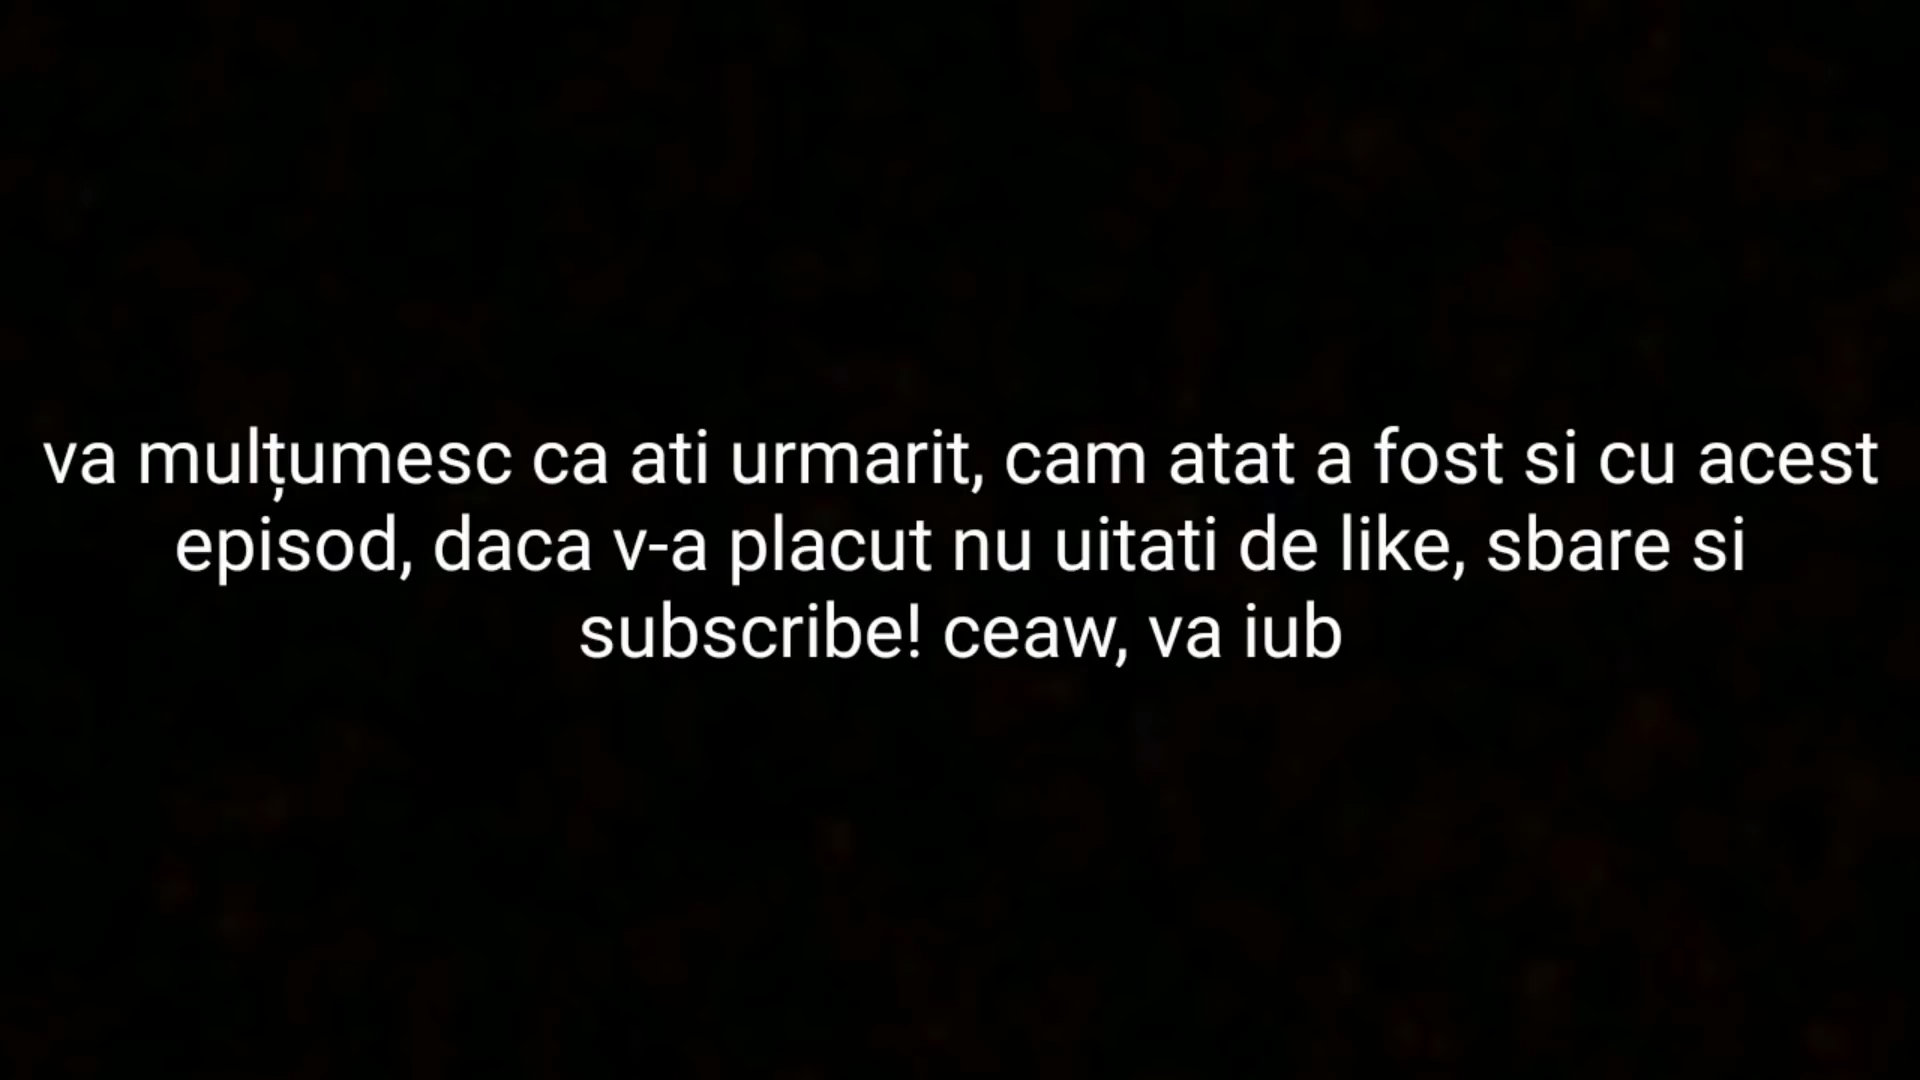 va mulțumesc ca ati urmarit, cam atat a fost si cu acest
episod, daca v-a placut nu uitati de like, sbare si
subscribe! ceaw, va iub